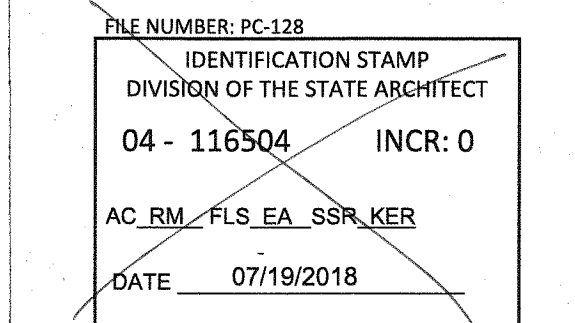 FILE NUMBER: PC-128
IDENTIFICATION STAMP
DIVISION OF THE STATE ARCHITECT
04 - 116504 INCR: 0
AC RM FLS EA SSR KER
DATE 07/19/2018